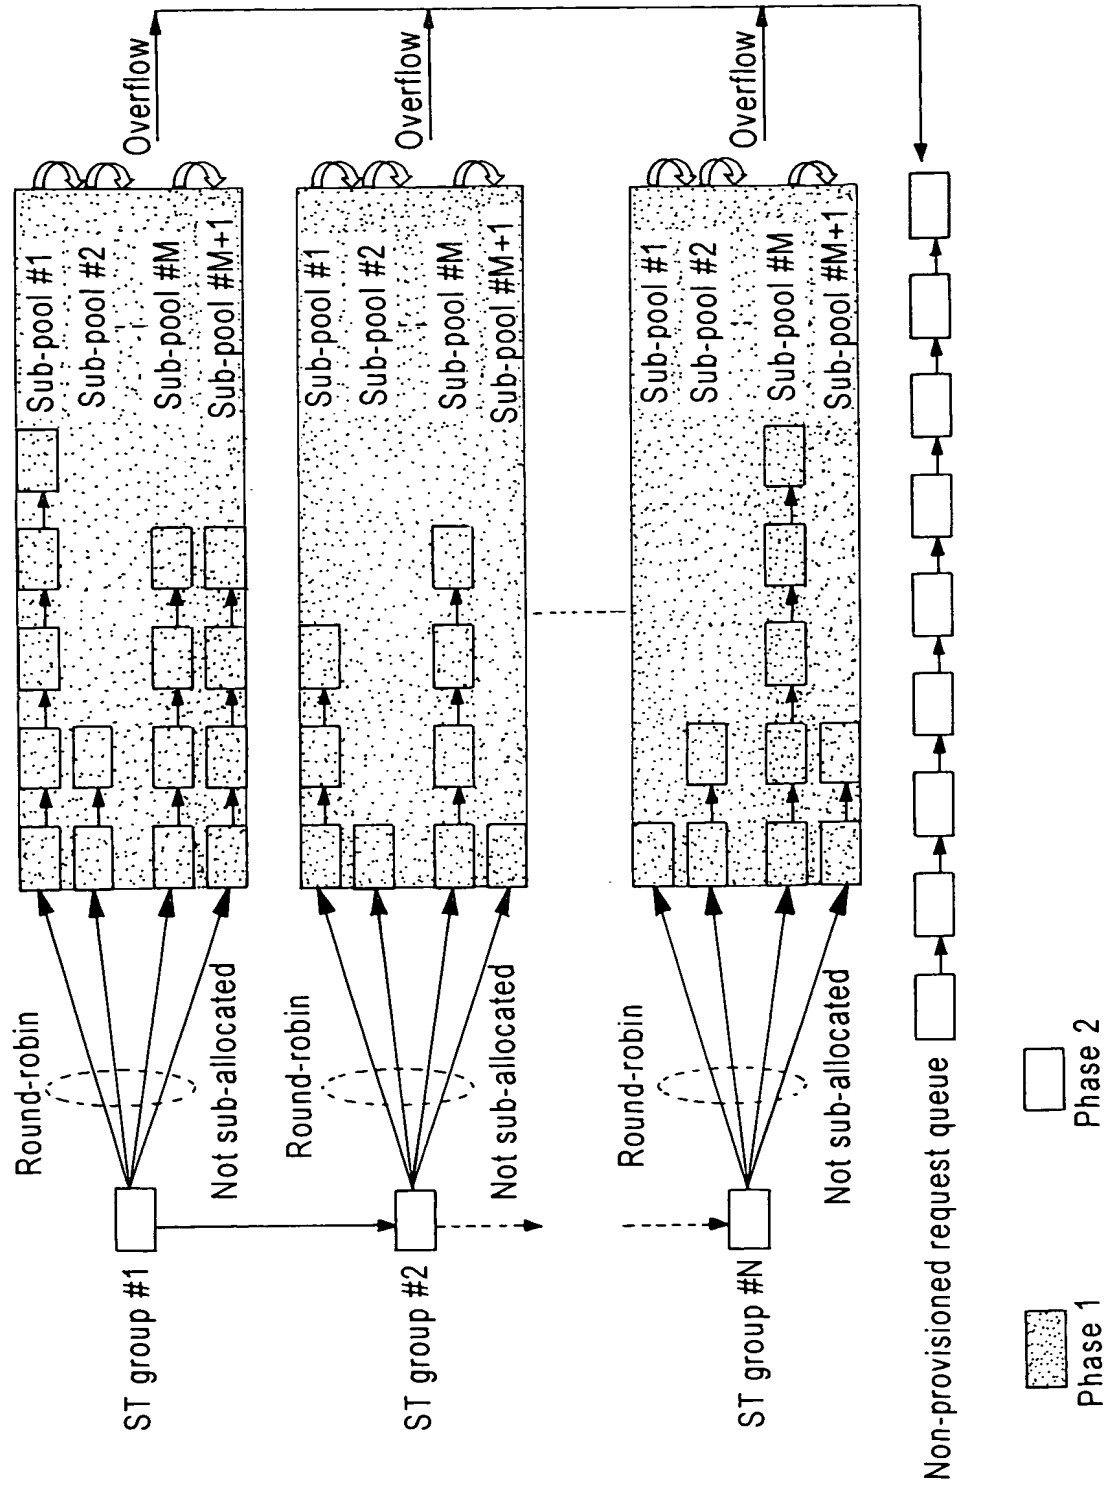 ST group #1
Round-robin
Not sub-allocated
Sub-pool #1
Sub-pool #2
Sub-pool #M
Sub-pool #M+1
Overflow
ST group #2
Round-robin
Not sub-allocated
Sub-pool #1
Sub-pool #2
Sub-pool #M
Sub-pool #M+1
Overflow
ST group #N
Round-robin
Not sub-allocated
Sub-pool #1
Sub-pool #2
Sub-pool #M
Sub-pool #M+1
Overflow
Non-provisioned request queue
Phase 1
Phase 2